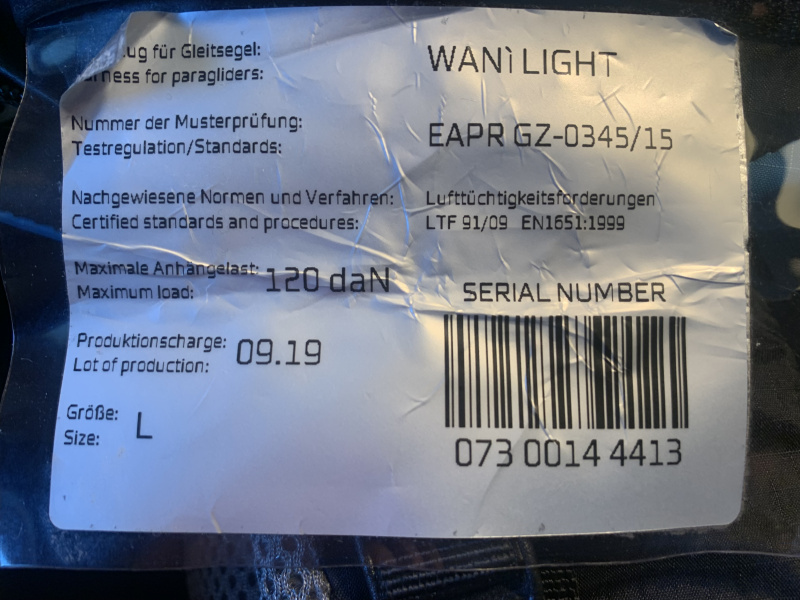 ug für Gleitsegel:
ness for paragliders:
WANì LIGHT
Nummer der Musterprüfung:
Testregulation/Standards:
EAPR GZ-0345/15
Nachgewiesene Normen und Verfahren:
Certified standards and procedures:
Lufttüchtigkeitsforderungen
LTF 91/09 EN1651:1999
Maximale Anhängelast:
Maximum load:
120 daN
SERIAL NUMBER
073 0014 4413
Produktionscharge:
Lot of production:
09.19
Größe:
Size:
L